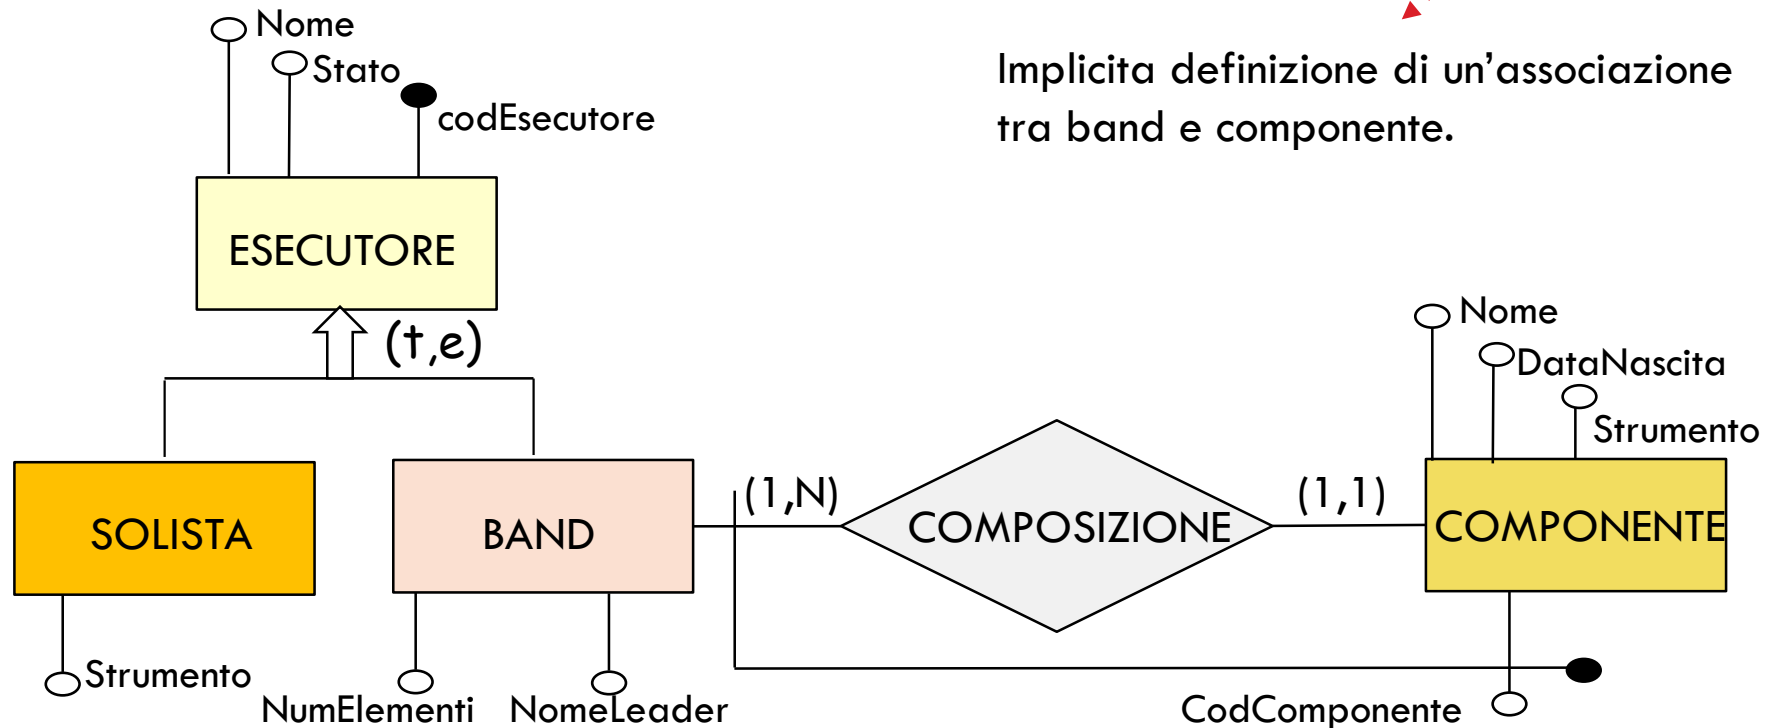 Nome
Stato
codEsecutore
Implicita definizione di un’associazione
tra band e componente.
ESECUTORE
(t,e)
Nome
DataNascita
Strumento
SOLISTA
BAND
(1,N)
COMPOSIZIONE
(1,1)
COMPONENTE
Strumento
NumElementi
NomeLeader
CodComponente